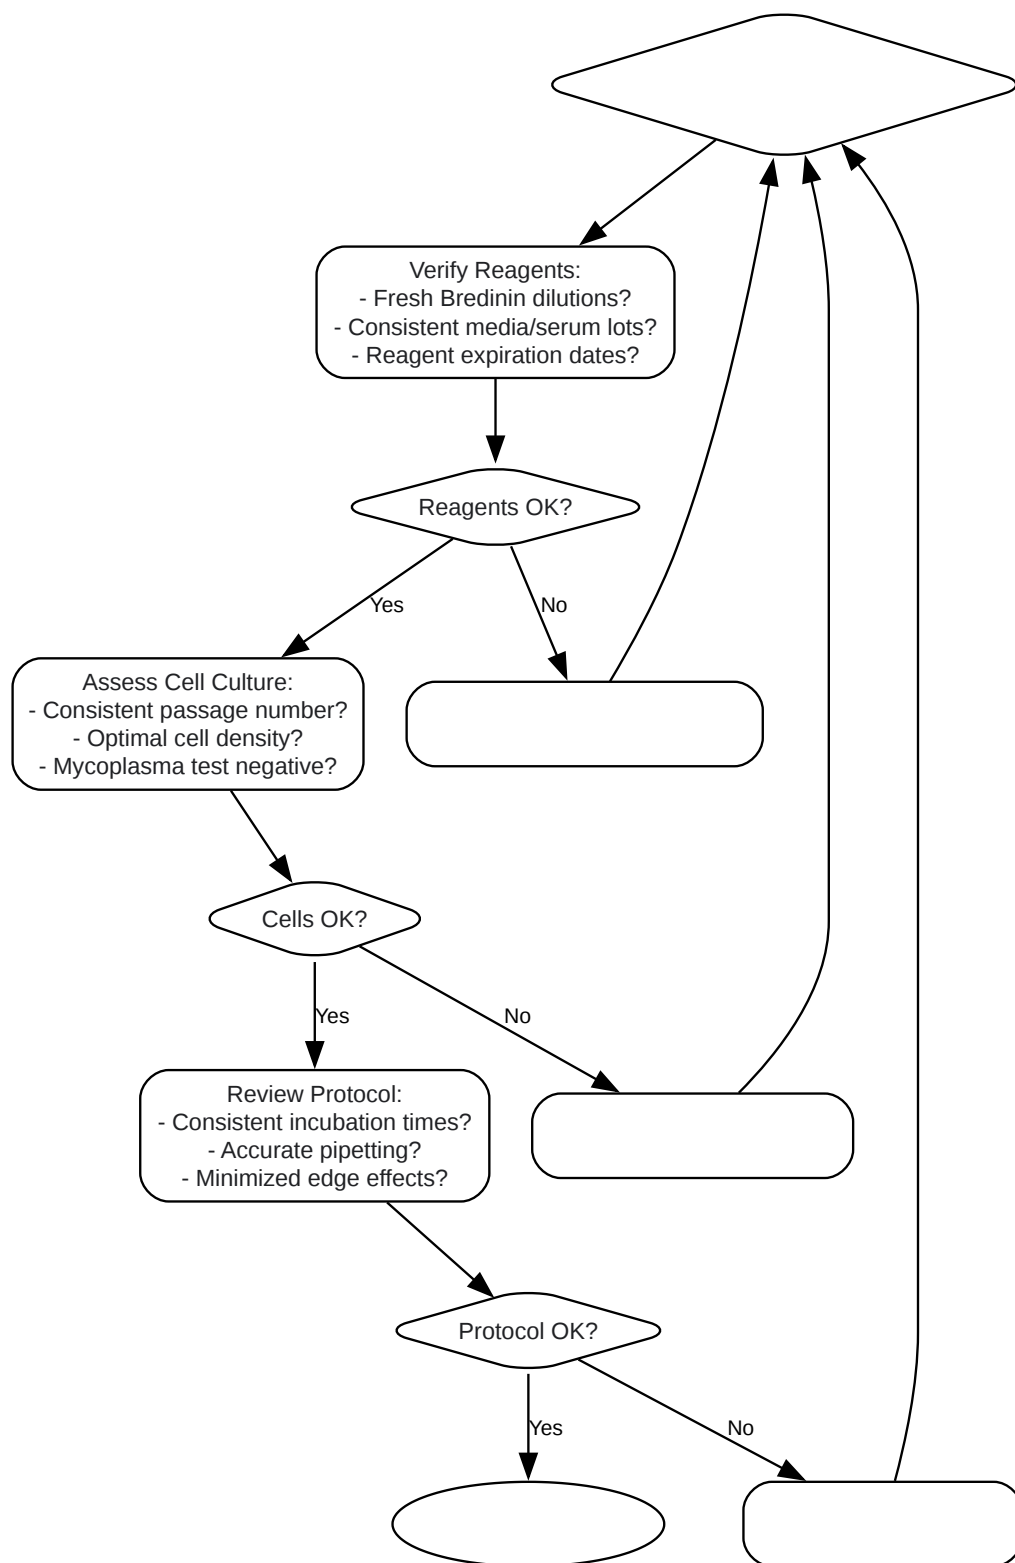 Verify Reagents:
- Fresh Bredinin dilutions?
- Consistent media/serum lots?
- Reagent expiration dates?
Reagents OK?
Yes
No
Assess Cell Culture:
- Consistent passage number?
- Optimal cell density?
- Mycoplasma test negative?
Cells OK?
Yes
No
Review Protocol:
- Consistent incubation times?
- Accurate pipetting?
- Minimized edge effects?
Protocol OK?
Yes
No